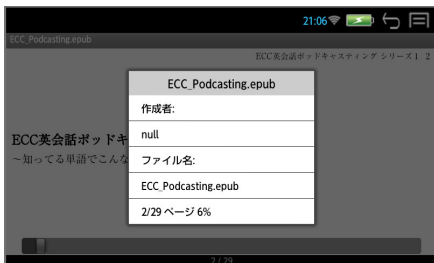 21:06
ECC_Podcasting.epub
ECC英会話ポッドキャスティング シリーズ1 2
ECC_Podcasting.epub
作成者:
null
ECC英会話ポッドキ
ファイル名:
～知ってる単語でこんな
ECC_Podcasting.epub
2/29 ページ 6%
2 / 29